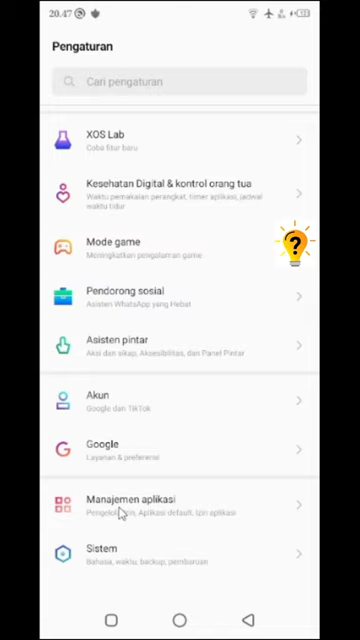 20.47
Pengaturan
Cari pengaturan
XOS Lab
Coba fitur baru
Kesehatan Digital & kontrol orang tua
Waktu pemakaian perangkat, timer aplikasi, jadwal
waktu tidur
Mode game
Meningkatkan pengalaman game
?
Pendorong sosial
Asisten WhatsApp yang Hebat
Asisten pintar
Aksi dan sikap, Aksesibilitas, dan Panel Pintar
Akun
Google dan TikTok
Google
Layanan & preferensi
Manajemen aplikasi
Aplikasi default, Izin aplikasi
Sistem
Bahasa, waktu, backup, pembaruan